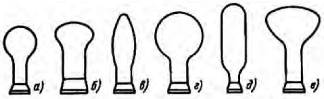 а) б) в) г) д) е)